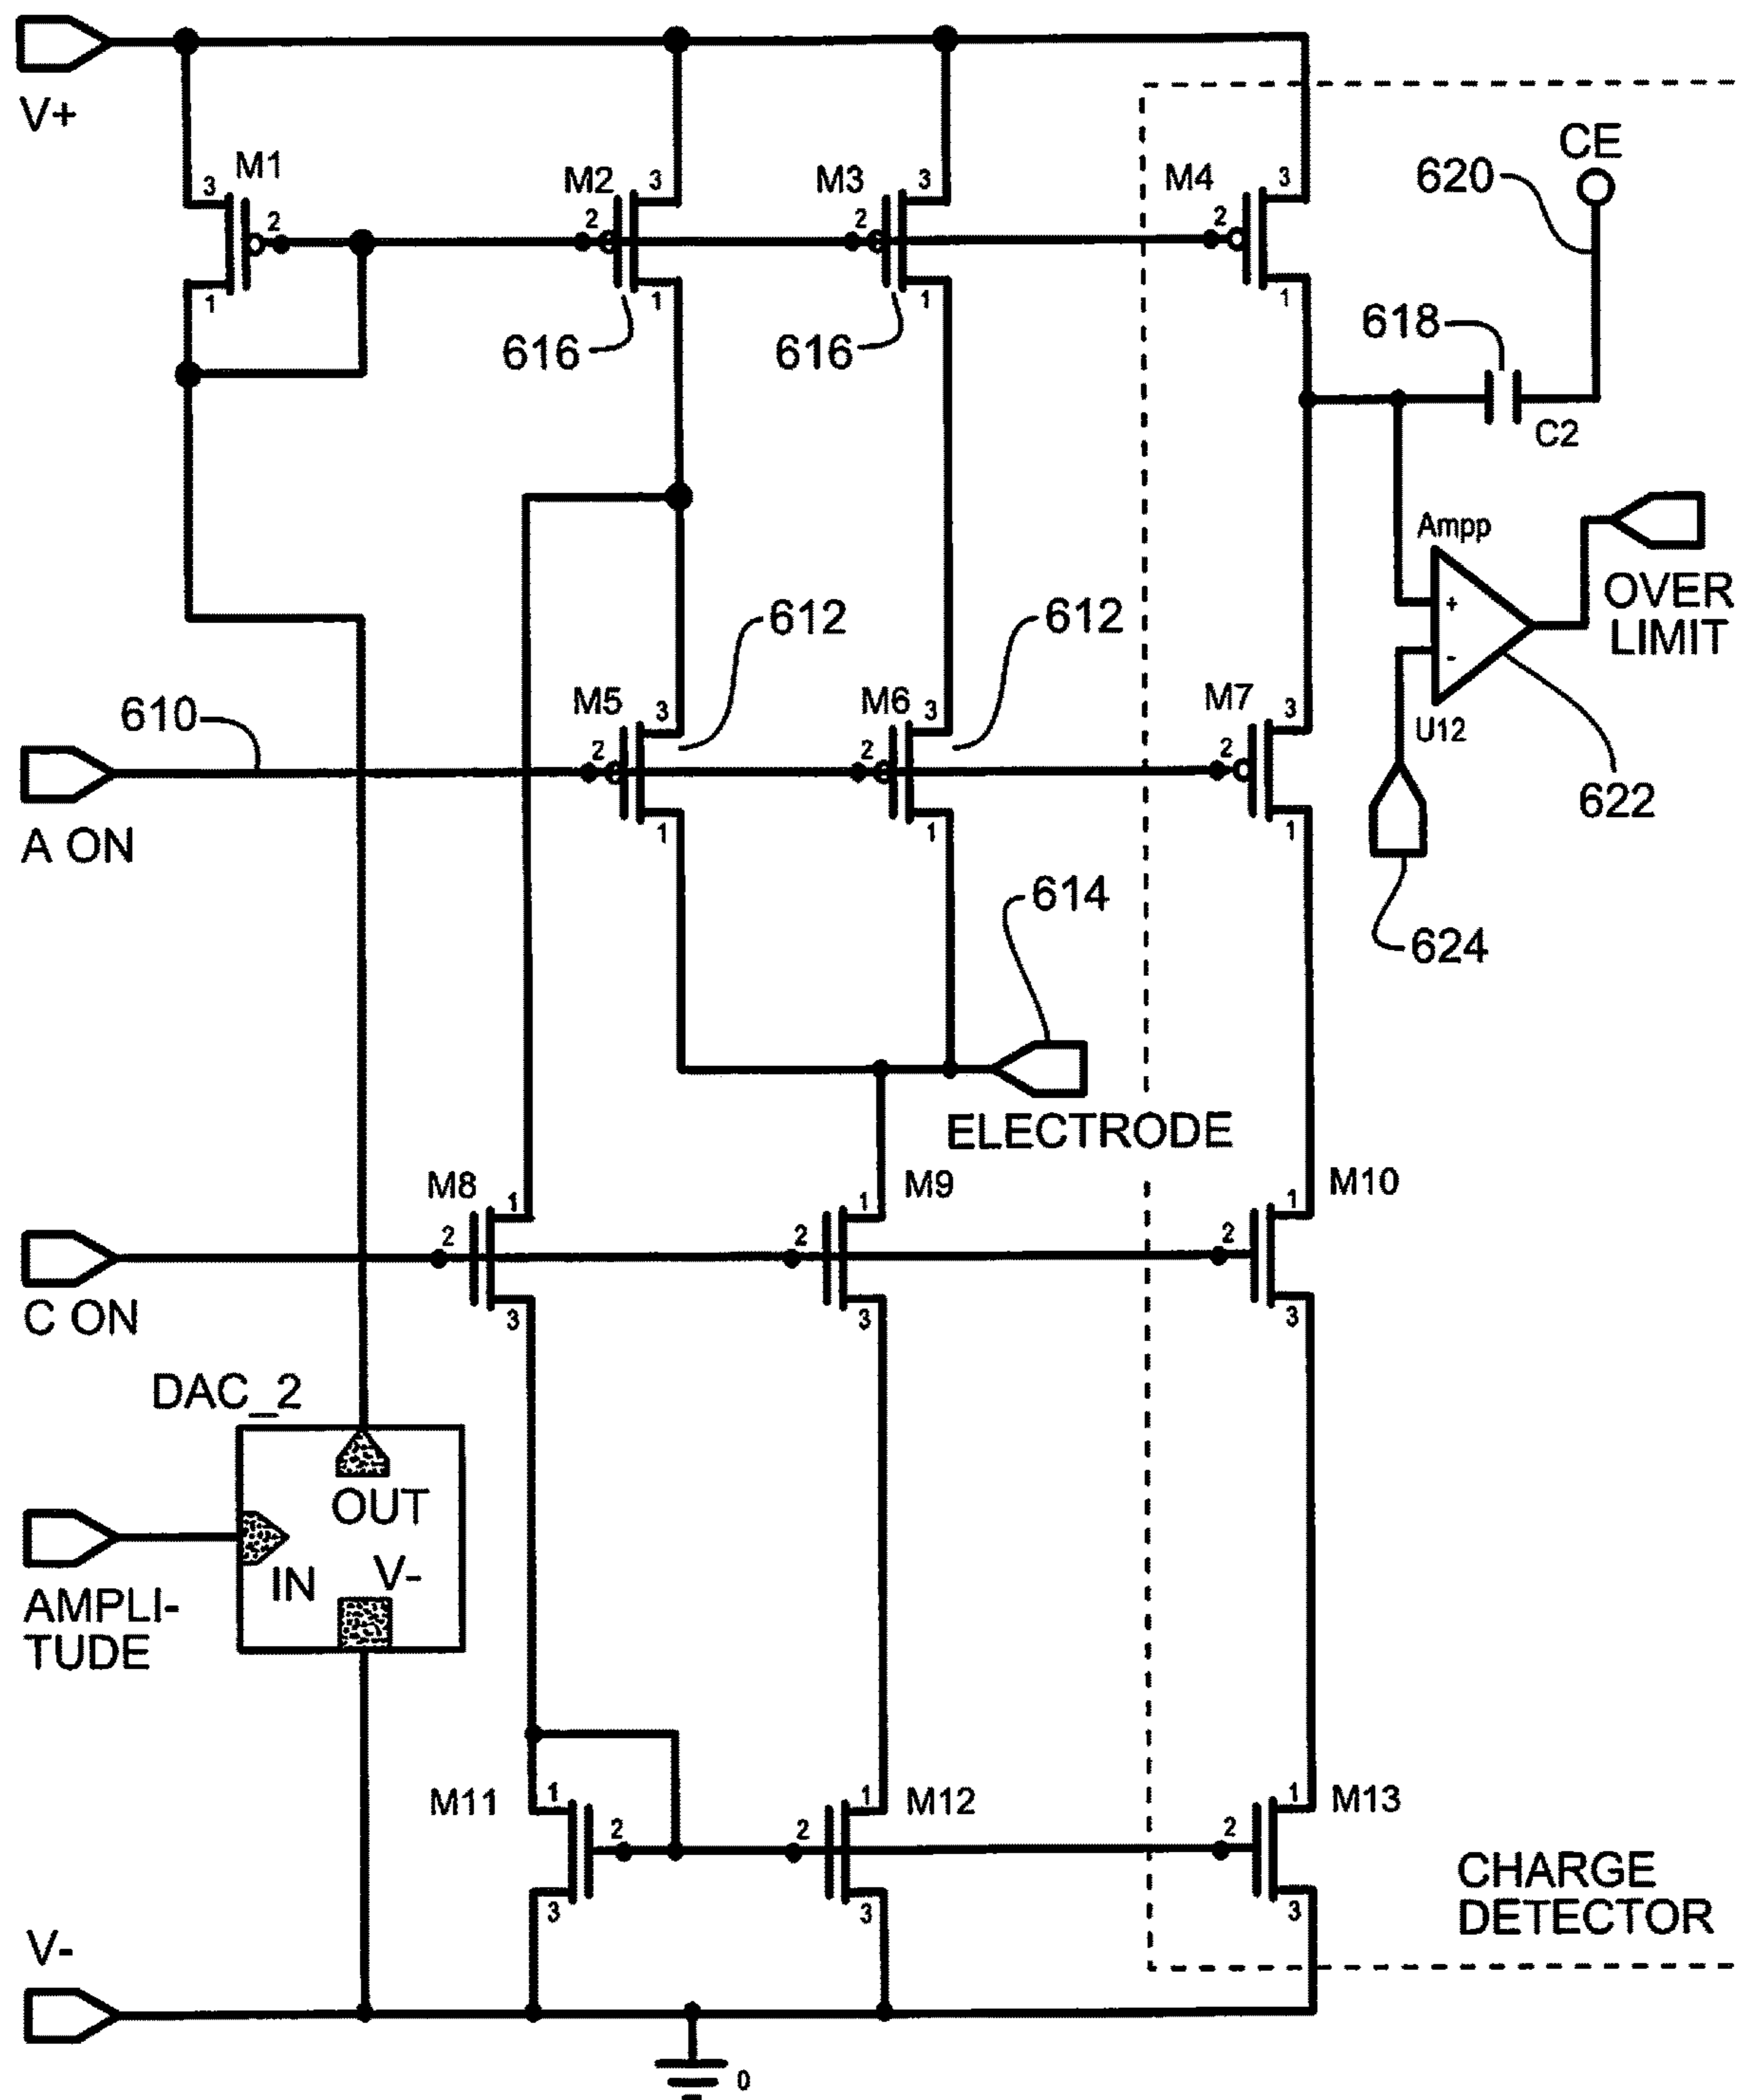 V+
CE
620
M1
M2
M3
M4
3
3
3
3
2
2
2
2
1
1
1
1
616
616
618
C2
Ampp
OVER
LIMIT
+
-
U12
622
624
612
612
610
M5
M6
M7
3
3
3
2
2
2
1
1
1
A ON
614
ELECTRODE
M8
M9
M10
1
1
1
2
2
2
3
3
3
C ON
DAC_2
OUT
IN
V-
AMPLI-
TUDE
M11
M12
M13
1
1
1
2
2
2
3
3
3
CHARGE
DETECTOR
V-
0